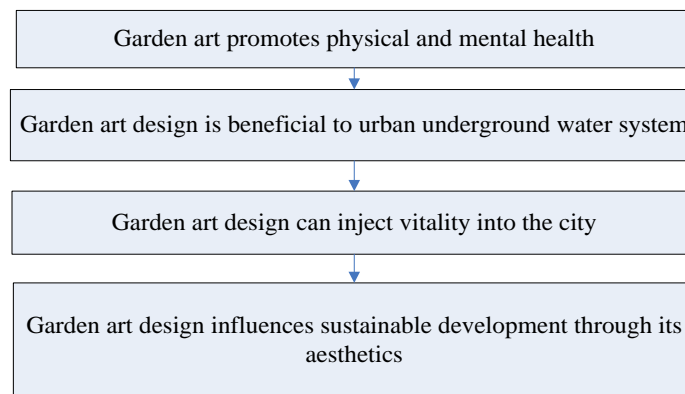 Garden art promotes physical and mental health
Garden art design is beneficial to urban underground water system
Garden art design can inject vitality into the city
Garden art design influences sustainable development through its
aesthetics